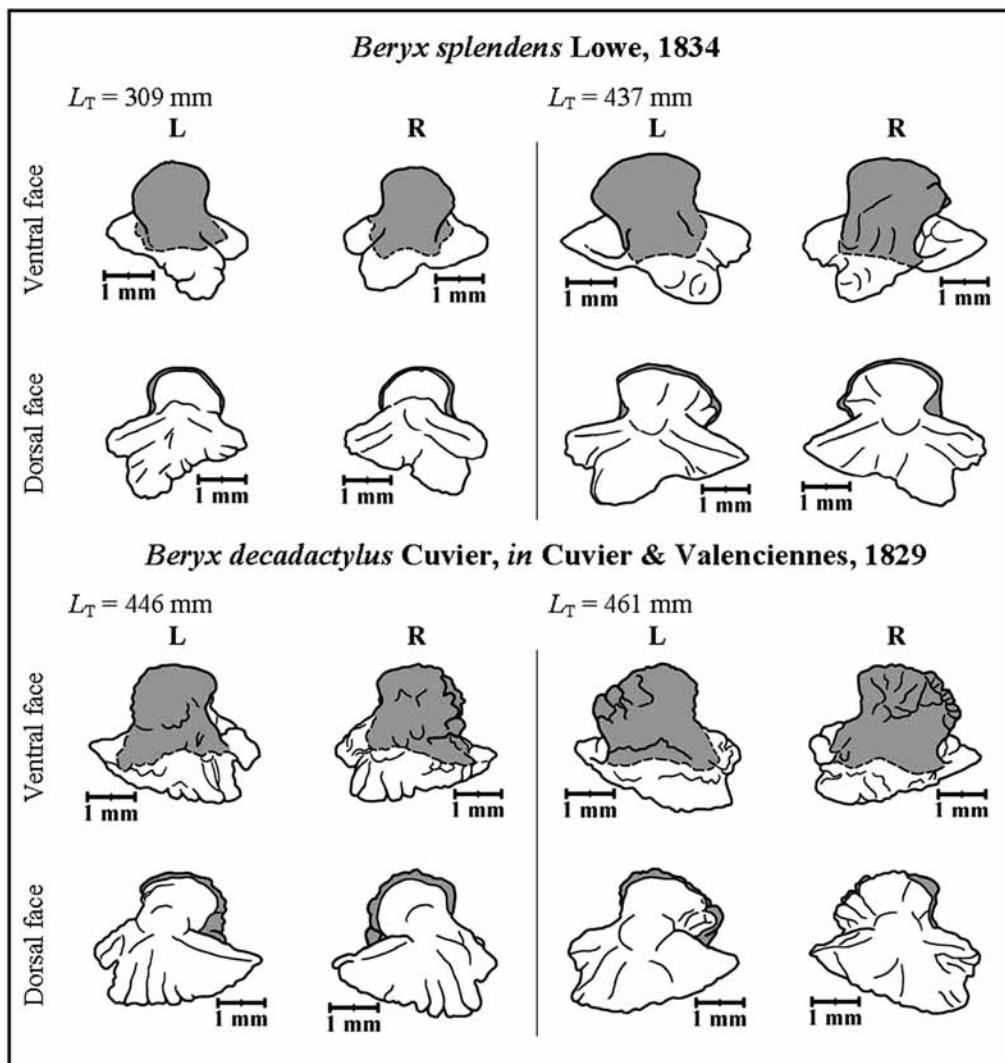 Beryx splendens Lowe, 1834
LT = 309 mm
LT = 437 mm
L
R
L
R
Ventral face
1 mm
1 mm
1 mm
1 mm
Dorsal face
1 mm
1 mm
1 mm
1 mm
Beryx decadactylus Cuvier, in Cuvier & Valenciennes, 1829
LT = 446 mm
LT = 461 mm
L
R
L
R
Ventral face
1 mm
1 mm
1 mm
1 mm
Dorsal face
1 mm
1 mm
1 mm
1 mm